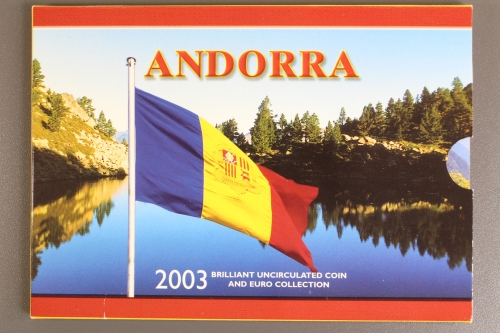 ANDORRA
2003 BRILLIANT UNCIRCULATED COIN
AND EURO COLLECTION